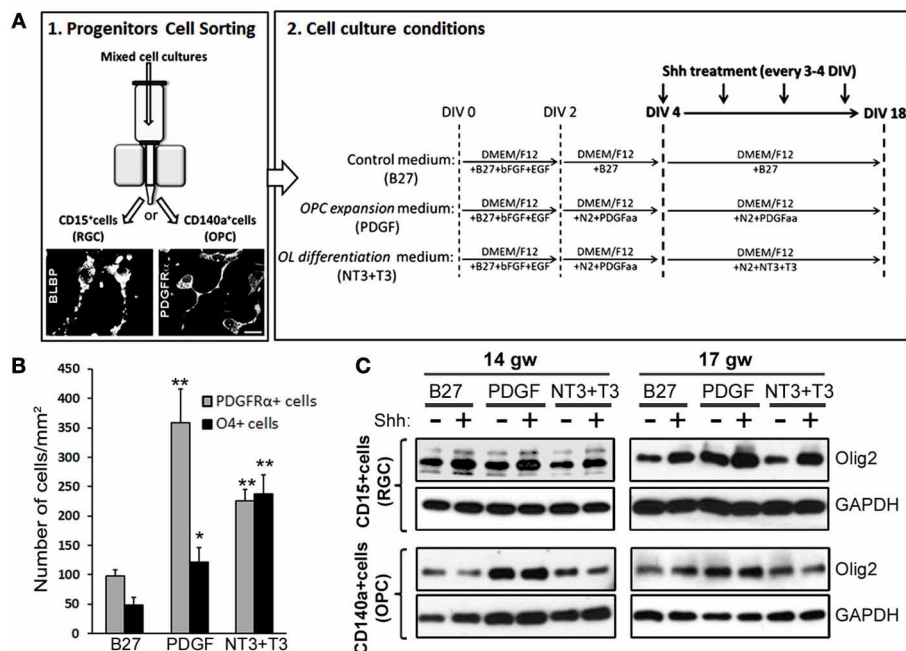 A
1. Progenitors Cell Sorting
Mixed cell cultures
or
CD15⁺cells
(RGC)
CD140a⁺cells
(OPC)
BLBP
PDGFR
2. Cell culture conditions
Shh treatment (every 3-4 DIV)
DIV 0
DIV 2
DIV 4
DIV 18
Control medium:
(B27)
DMEM/F12
+B27+bFGF+EGF
DMEM/F12
+B27
DMEM/F12
+B27
OPC expansion medium:
(PDGF)
DMEM/F12
+B27+bFGF+EGF
DMEM/F12
+N2+PDGFaa
DMEM/F12
+N2+PDGFaa
OL differentiation medium:
(NT3+T3)
DMEM/F12
+B27+bFGF+EGF
DMEM/F12
+N2+PDGFaa
DMEM/F12
+N2+NT3+T3
B
Number of cells/mm²
450
400
350
300
250
200
150
100
50
0
PDGFRα+ cells
O4+ cells
**
*
**
**
B27
PDGF
NT3+T3
C
14 gw
17 gw
B27 PDGF NT3+T3
B27 PDGF NT3+T3
Shh: - + - + - +
- + - + - +
CD15+cells
(RGC)
Olig2
GAPDH
CD140a+cells
(OPC)
Olig2
GAPDH